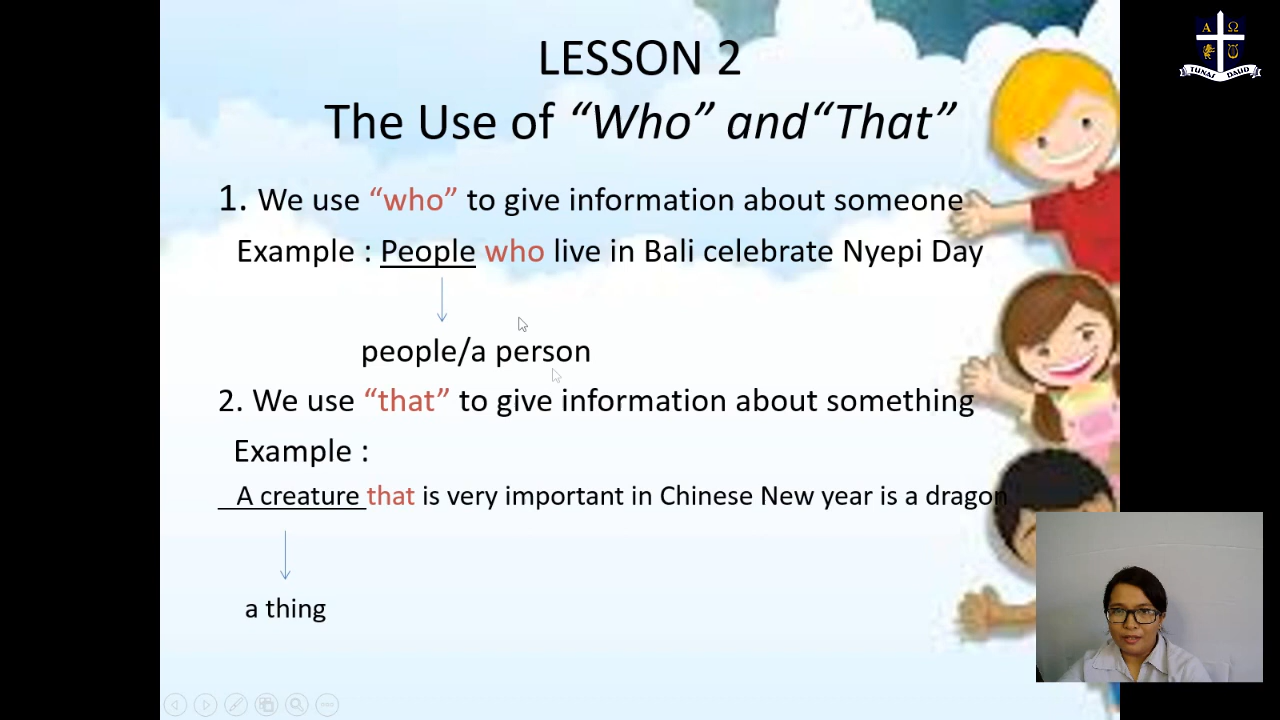 LESSON 2
The Use of “Who” and“That”
1. We use “who” to give information about someone
Example : People who live in Bali celebrate Nyepi Day
people/a person
2. We use “that” to give information about something
Example :
A creature that is very important in Chinese New year is a dragon
a thing
Α Ω
TUNAS DAUD